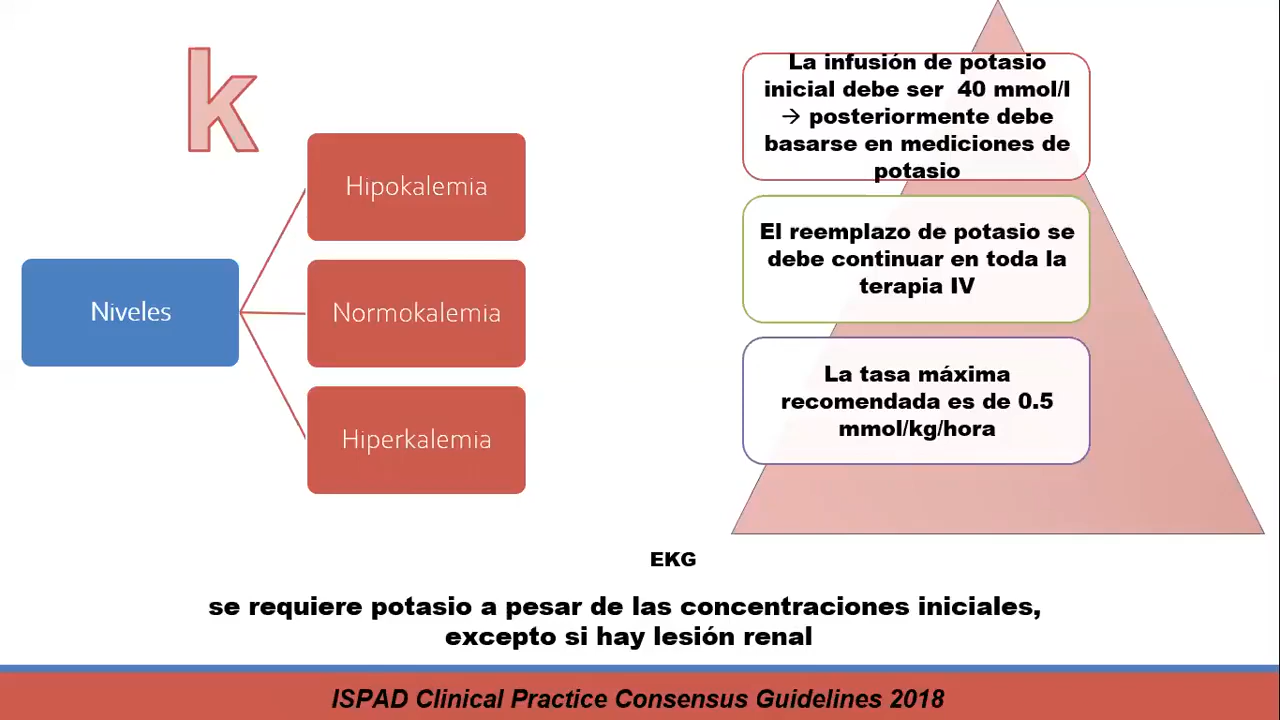 k
Niveles
Hipokalemia
Normokalemia
Hiperkalemia
La infusión de potasio
inicial debe ser 40 mmol/l
→ posteriormente debe
basarse en mediciones de
potasio
El reemplazo de potasio se
debe continuar en toda la
terapia IV
La tasa máxima
recomendada es de 0.5
mmol/kg/hora
EKG
se requiere potasio a pesar de las concentraciones iniciales,
excepto si hay lesión renal
ISPAD Clinical Practice Consensus Guidelines 2018